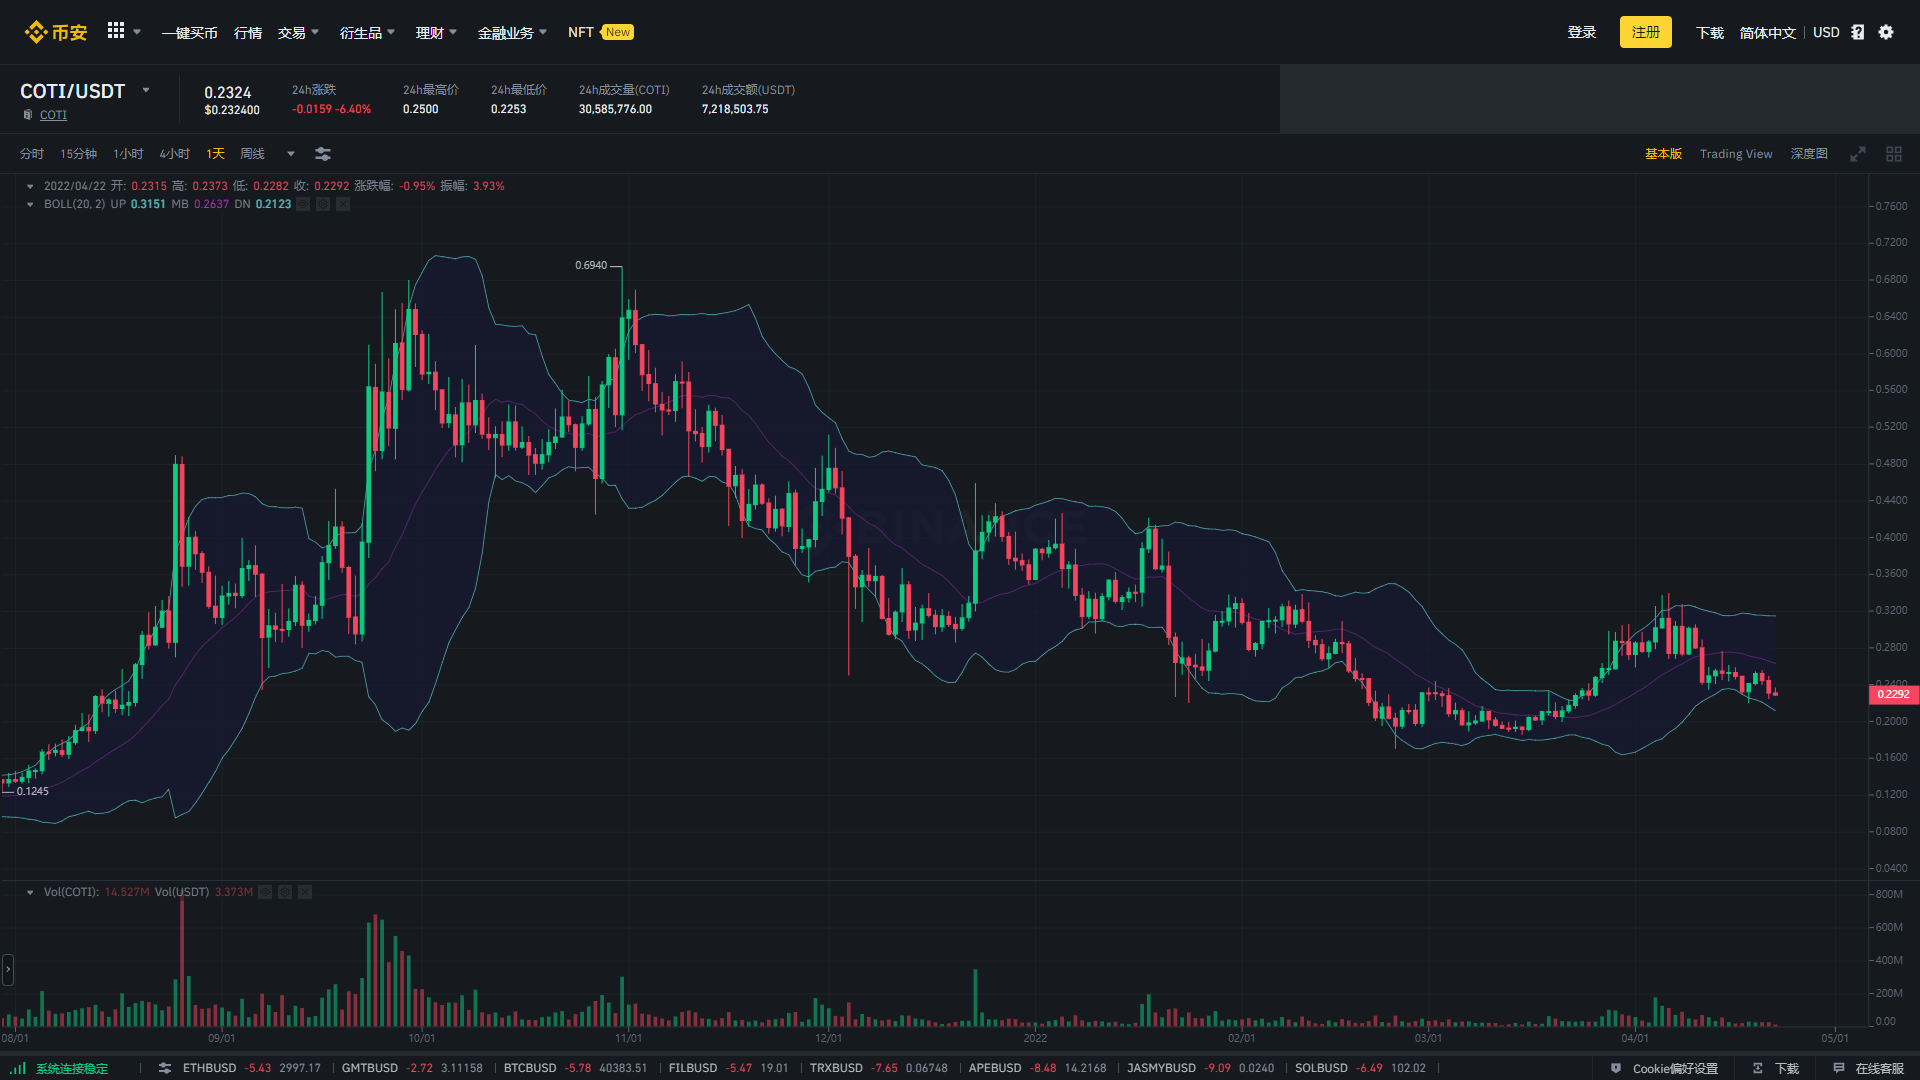 币安 一键买币 行情 交易 衍生品 理财 金融业务 NFT New 登录 注册 下载 简体中文 USD
COTI/USDT
COTI
0.2324
$0.232400
24h涨跌
-0.0159 -6.40%
24h最高价
0.2500
24h最低价
0.2253
24h成交量(COTI)
30,585,776.00
24h成交额(USDT)
7,218,503.75
分时 15分钟 1小时 4小时 1天 周线 基本版 Trading View 深度图
2022/04/22 开: 0.2315 高: 0.2373 低: 0.2282 收: 0.2292 涨跌幅: -0.95% 振幅: 3.93%
BOLL(20, 2) UP 0.3151 MB 0.2637 DN 0.2123
0.6940
0.1245
BINANCE
0.7600
0.7200
0.6800
0.6400
0.6000
0.5600
0.5200
0.4800
0.4400
0.4000
0.3600
0.3200
0.2800
0.2400
0.2292
0.2000
0.1600
0.1200
0.0800
0.0400
Vol(COTI): 14.527M Vol(USDT) 3.373M
800M
600M
400M
200M
0.00
08/01 09/01 10/01 11/01 12/01 2022 02/01 03/01 04/01 05/01
系统连接稳定 ETHBUSD -5.43 2997.17 GMTBUSD -2.72 3.11158 BTCBUSD -5.78 40383.51 FILBUSD -5.47 19.01 TRXBUSD -7.65 0.06748 APEBUSD -8.48 14.2168 JASMYBUSD -9.09 0.0240 SOLBUSD -6.49 102.02 Cookie偏好设置 下载 在线客服